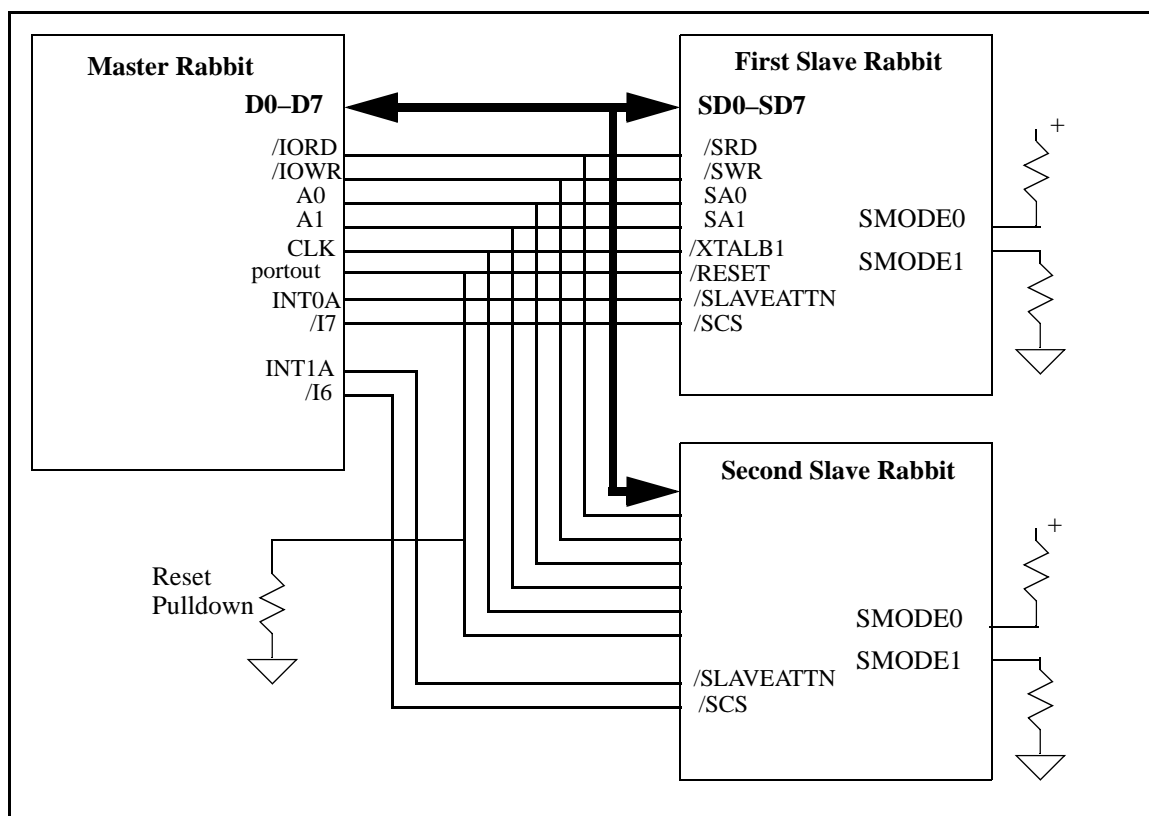 Master Rabbit
D0–D7
/IORD
/IOWR
A0
A1
CLK
portout
INT0A
/I7
INT1A
/I6
First Slave Rabbit
SD0–SD7
/SRD
/SWR
SA0
SA1
/XTALB1
/RESET
/SLAVEATTN
/SCS
+
SMODE0
SMODE1
Second Slave Rabbit
/SLAVEATTN
/SCS
+
SMODE0
SMODE1
Reset
Pulldown